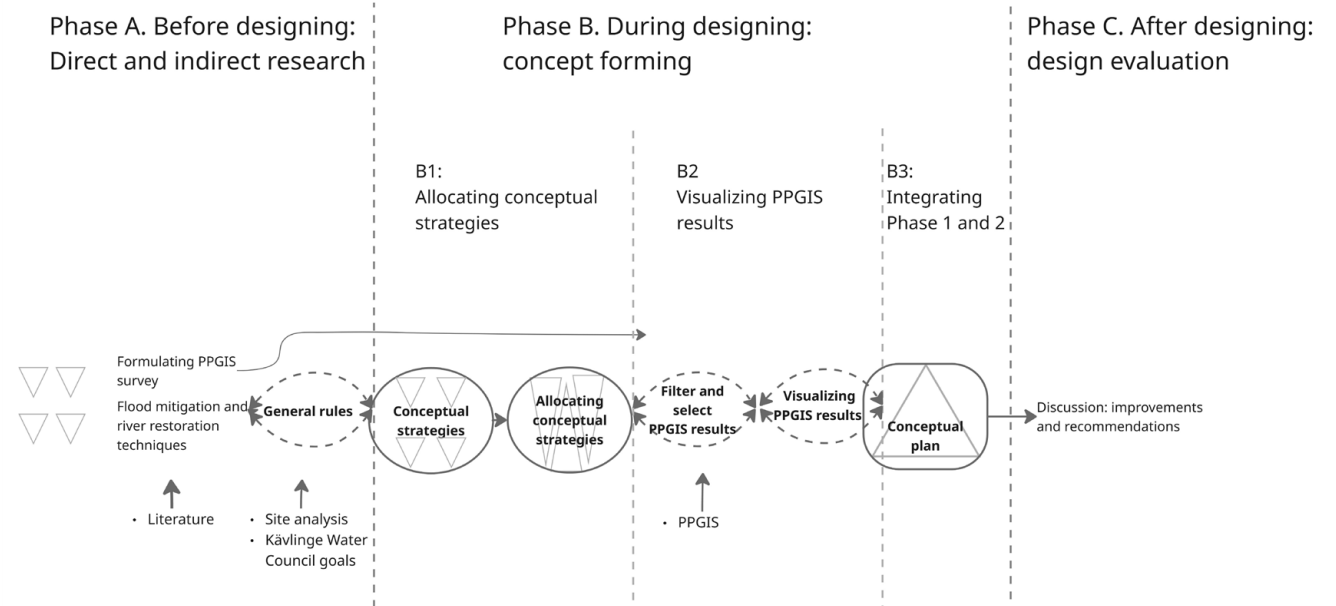 Phase A. Before designing:
Direct and indirect research
Phase B. During designing:
concept forming
Phase C. After designing:
design evaluation
B1:
Allocating conceptual
strategies
B2
Visualizing PPGIS
results
B3:
Integrating
Phase 1 and 2
Formulating PPGIS
survey
Flood mitigation and
river restoration
techniques
General rules
Conceptual
strategies
Allocating
conceptual
strategies
Filter and
select
PPGIS results
Visualizing
PPGIS results
Conceptual
plan
Discussion: improvements
and recommendations
• Literature
• Site analysis
• Kävlinge Water
Council goals
• PPGIS